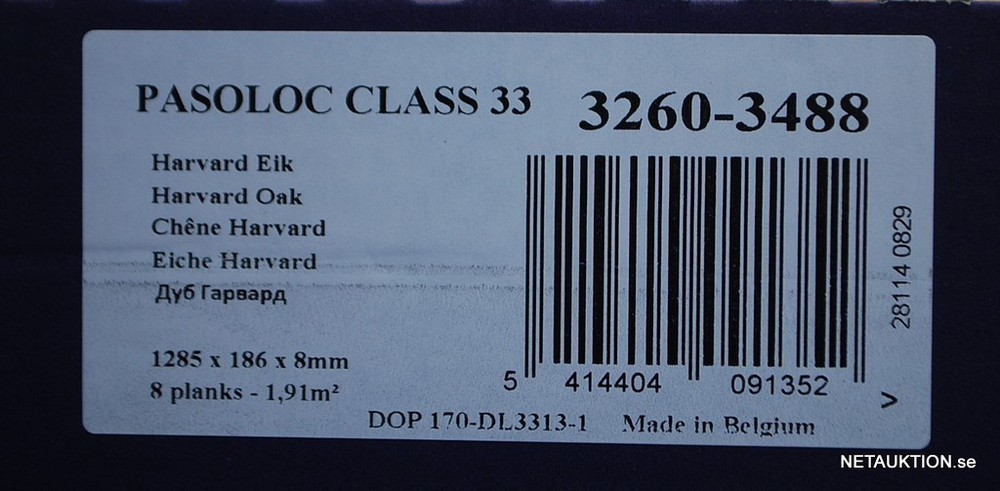 PASOLOC CLASS 33
3260-3488
Harvard Eik
Harvard Oak
Chêne Harvard
Eiche Harvard
Дуб Гарвард
1285 x 186 x 8mm
8 planks - 1,91m²
5 414404 091352 >
28114 0829
DOP 170-DL3313-1 Made in Belgium
NETAUKTION.se